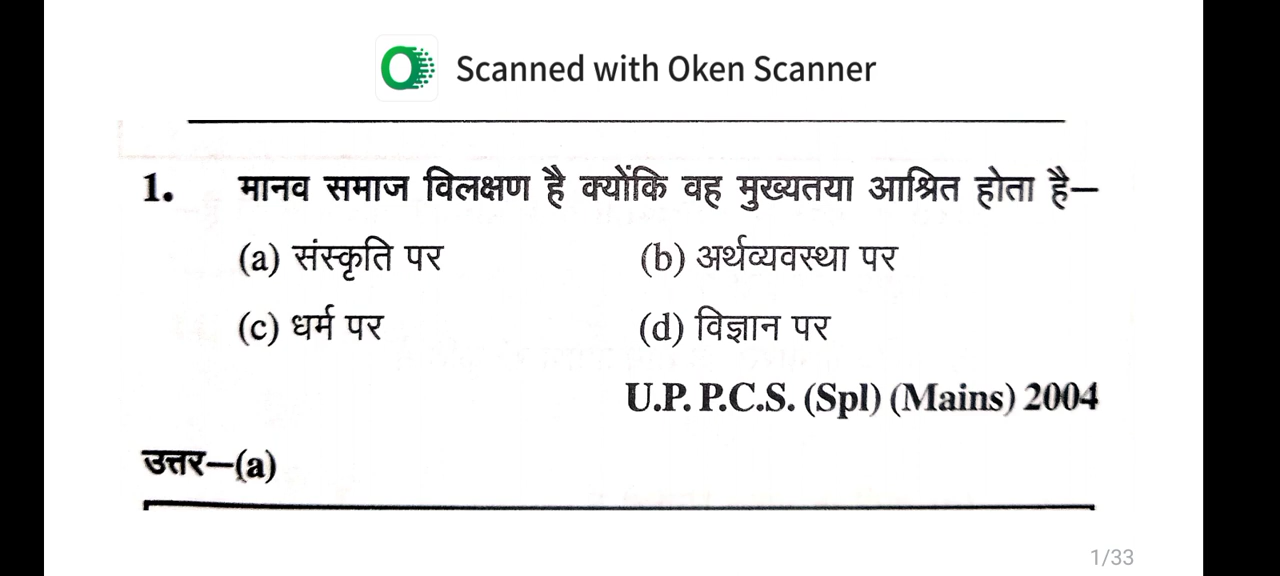 Scanned with Oken Scanner
1. मानव समाज विलक्षण है क्योंकि वह मुख्यतया आश्रित होता है–
(a) संस्कृति पर (b) अर्थव्यवस्था पर
(c) धर्म पर (d) विज्ञान पर
U.P. P.C.S. (Spl) (Mains) 2004
उत्तर–(a)
1/33